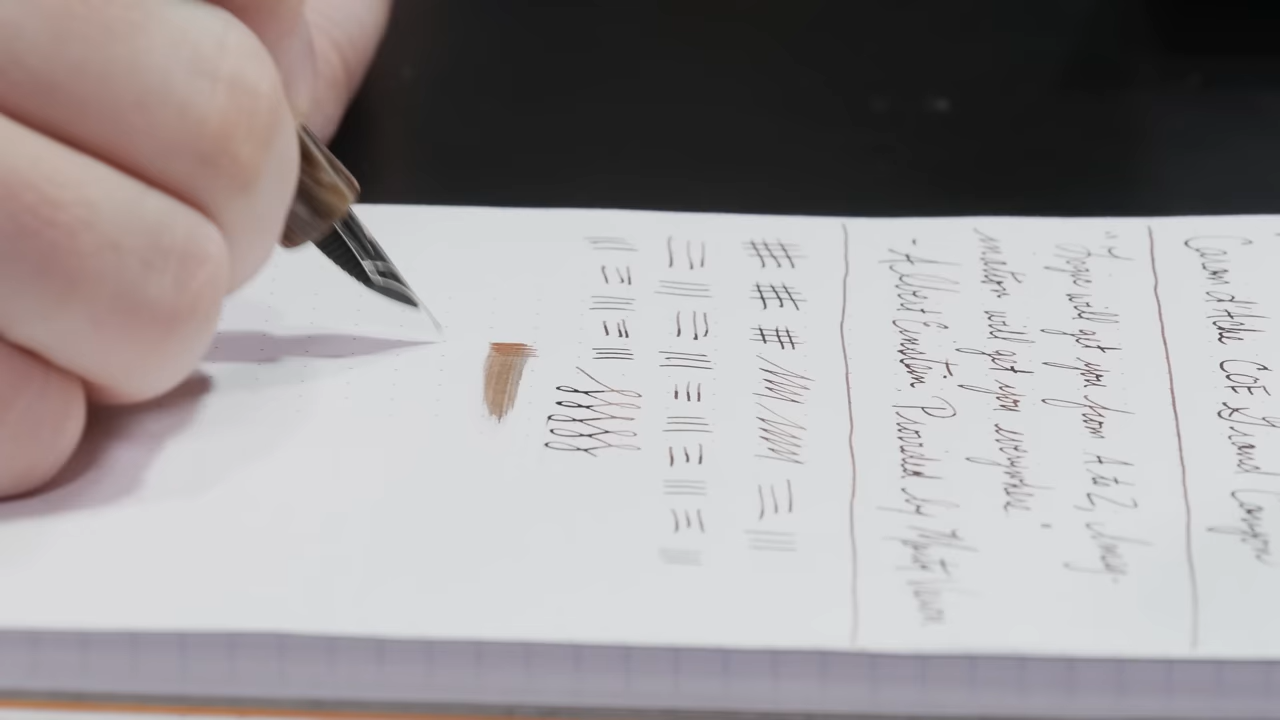 Caran d'Ache COE Grand Canyon
"Logic will get you from A to Z, imag-
ination will get you everywhere."
-Albert Einstein. Provided by